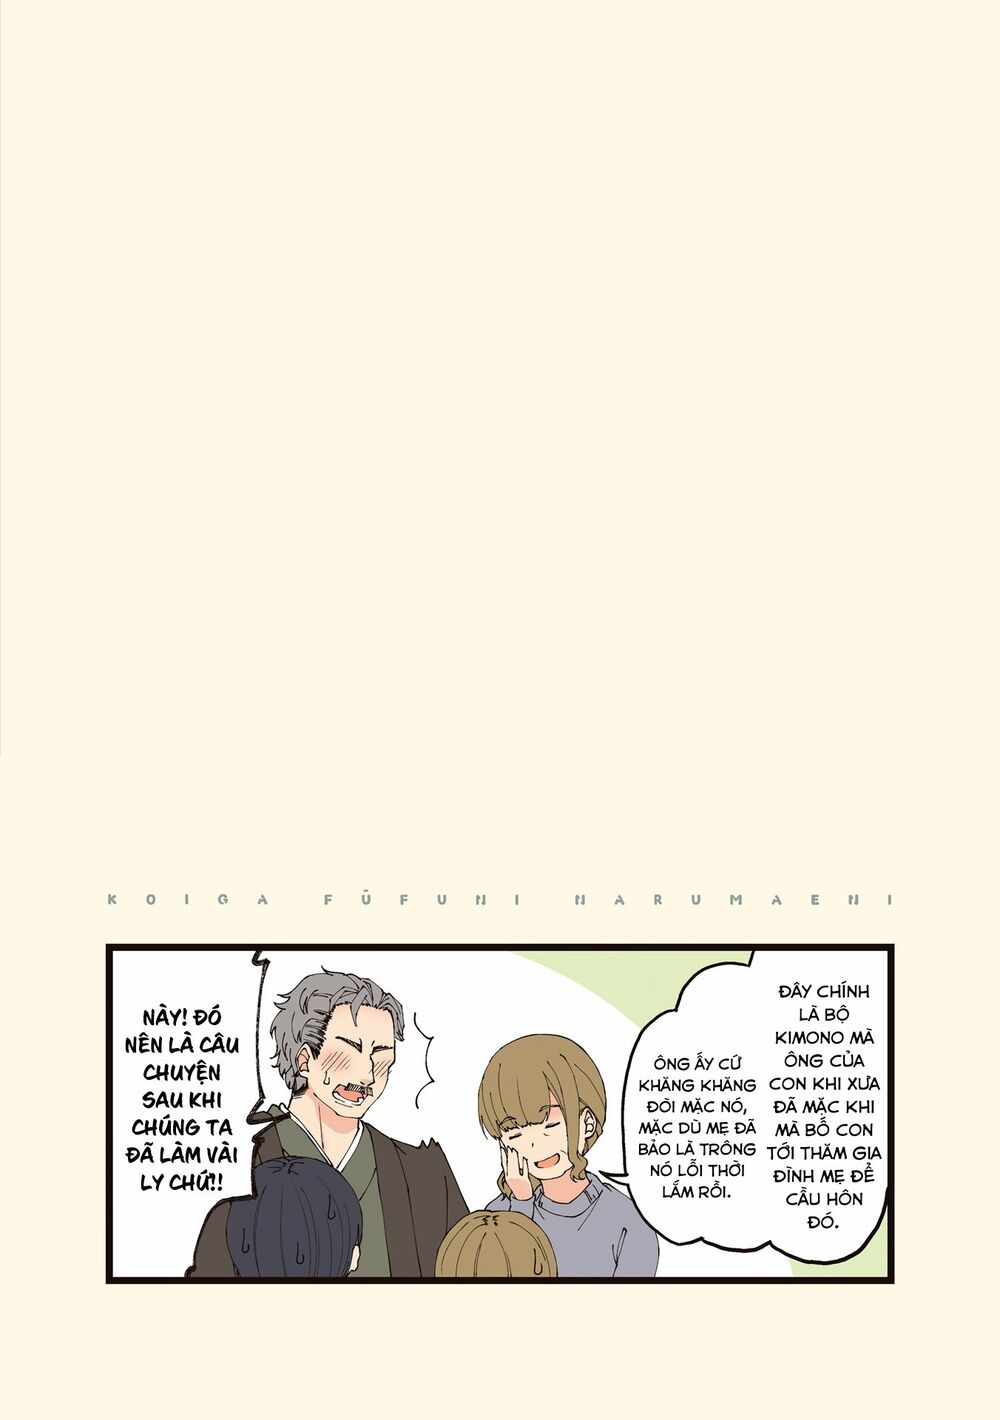 KOIGA FŪFUNI NARUMAENI
ĐÂY CHÍNH
LÀ BỘ
KIMONO MÀ
ÔNG CỦA
CON KHI XƯA
ĐÃ MẶC KHI
MÀ BỐ CON
TỚI THĂM GIA
ĐÌNH MẸ ĐỂ
CẦU HÔN
ĐÓ.
ÔNG ẤY CỨ
KHĂNG KHĂNG
ĐÒI MẶC NÓ,
MẶC DÙ MẸ ĐÃ
BẢO LÀ TRÔNG
NÓ LỖI THỜI
LẮM RỒI.
NÀY! ĐÓ
NÊN LÀ CÂU
CHUYỆN
SAU KHI
CHÚNG TA
ĐÃ LÀM VÀI
LY CHỨ!!